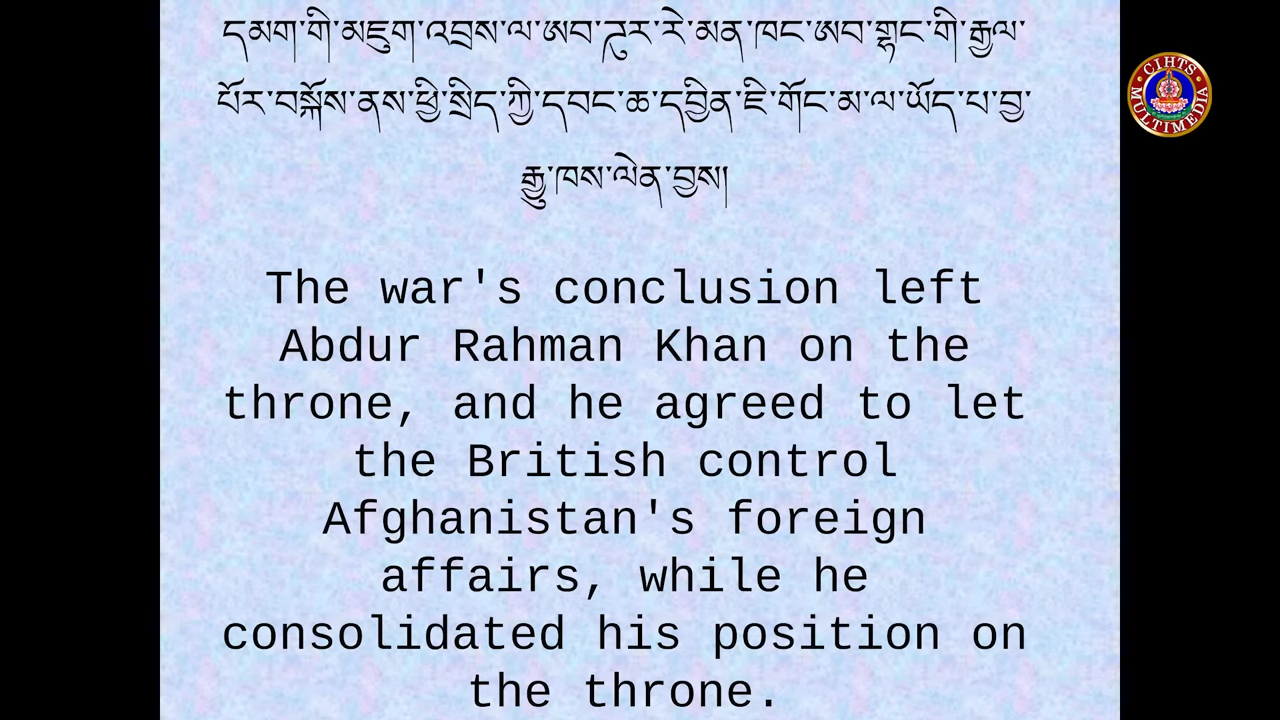 དམག་གི་མཇུག་འབྲས་ལ་ཨབ་ཌུར་རེ་མན་ཁང་ཨབ་གྷང་གི་རྒྱལ་
པོར་བསྐོས་ནས་ཕྱི་སྲིད་ཀྱི་དབང་ཆ་དབྱིན་ཇི་གོང་མ་ལ་ཡོད་པ་བྱ་
རྒྱུ་ཁས་ལེན་བྱས།
The war's conclusion left
Abdur Rahman Khan on the
throne, and he agreed to let
the British control
Afghanistan's foreign
affairs, while he
consolidated his position on
the throne.
CIHTS
MULTIMEDIA